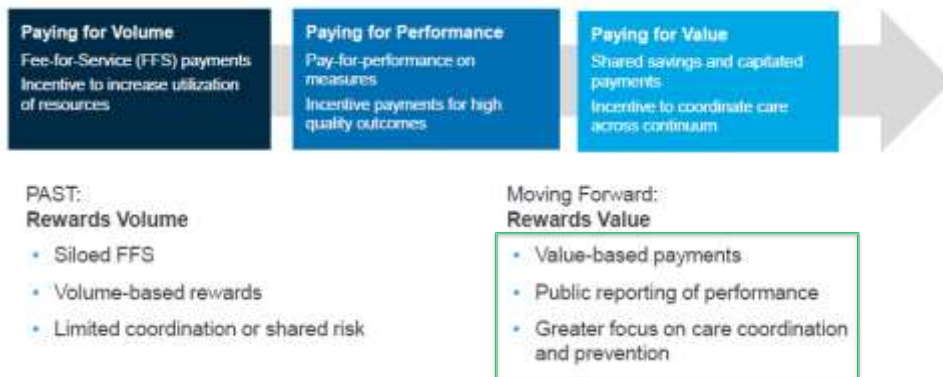 Paying for Volume
Fee-for-Service (FFS) payments
Incentive to increase utilization
of resources
Paying for Performance
Pay-for-performance on
measures
Incentive payments for high
quality outcomes
Paying for Value
Shared savings and capitated
payments
Incentive to coordinate care
across continuum
PAST:
Rewards Volume
• Siloed FFS
• Volume-based rewards
• Limited coordination or shared risk
Moving Forward:
Rewards Value
• Value-based payments
• Public reporting of performance
• Greater focus on care coordination
and prevention